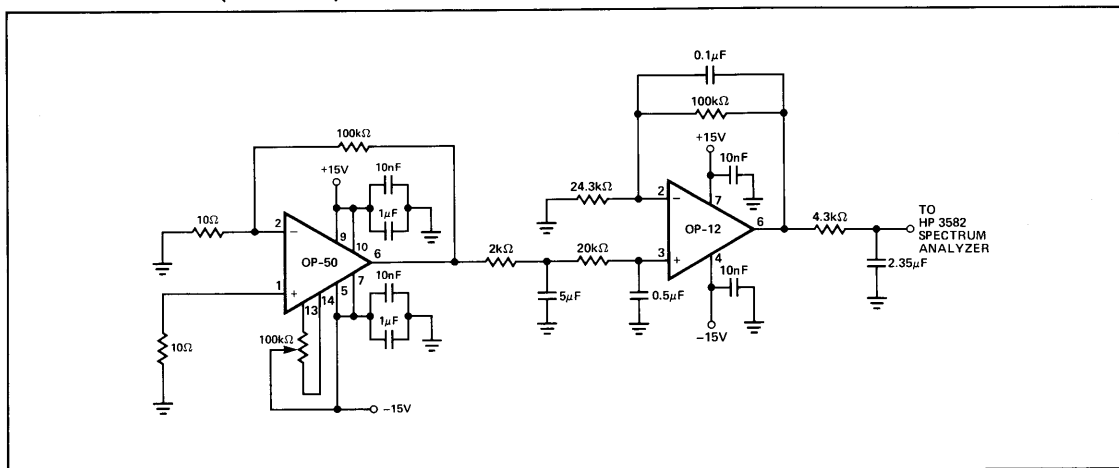 0.1μF
100kΩ
100kΩ
+15V
10nF
1μF
+15V
10nF
24.3kΩ
10Ω
2
−
9
10
OP-50
6
7
5
14
13
1
+
2kΩ
20kΩ
2
−
7
OP-12
6
3
+
4
4.3kΩ
TO
HP 3582
SPECTRUM
ANALYZER
10nF
1μF
5μF
0.5μF
10nF
2.35μF
−15V
10Ω
100kΩ
−15V